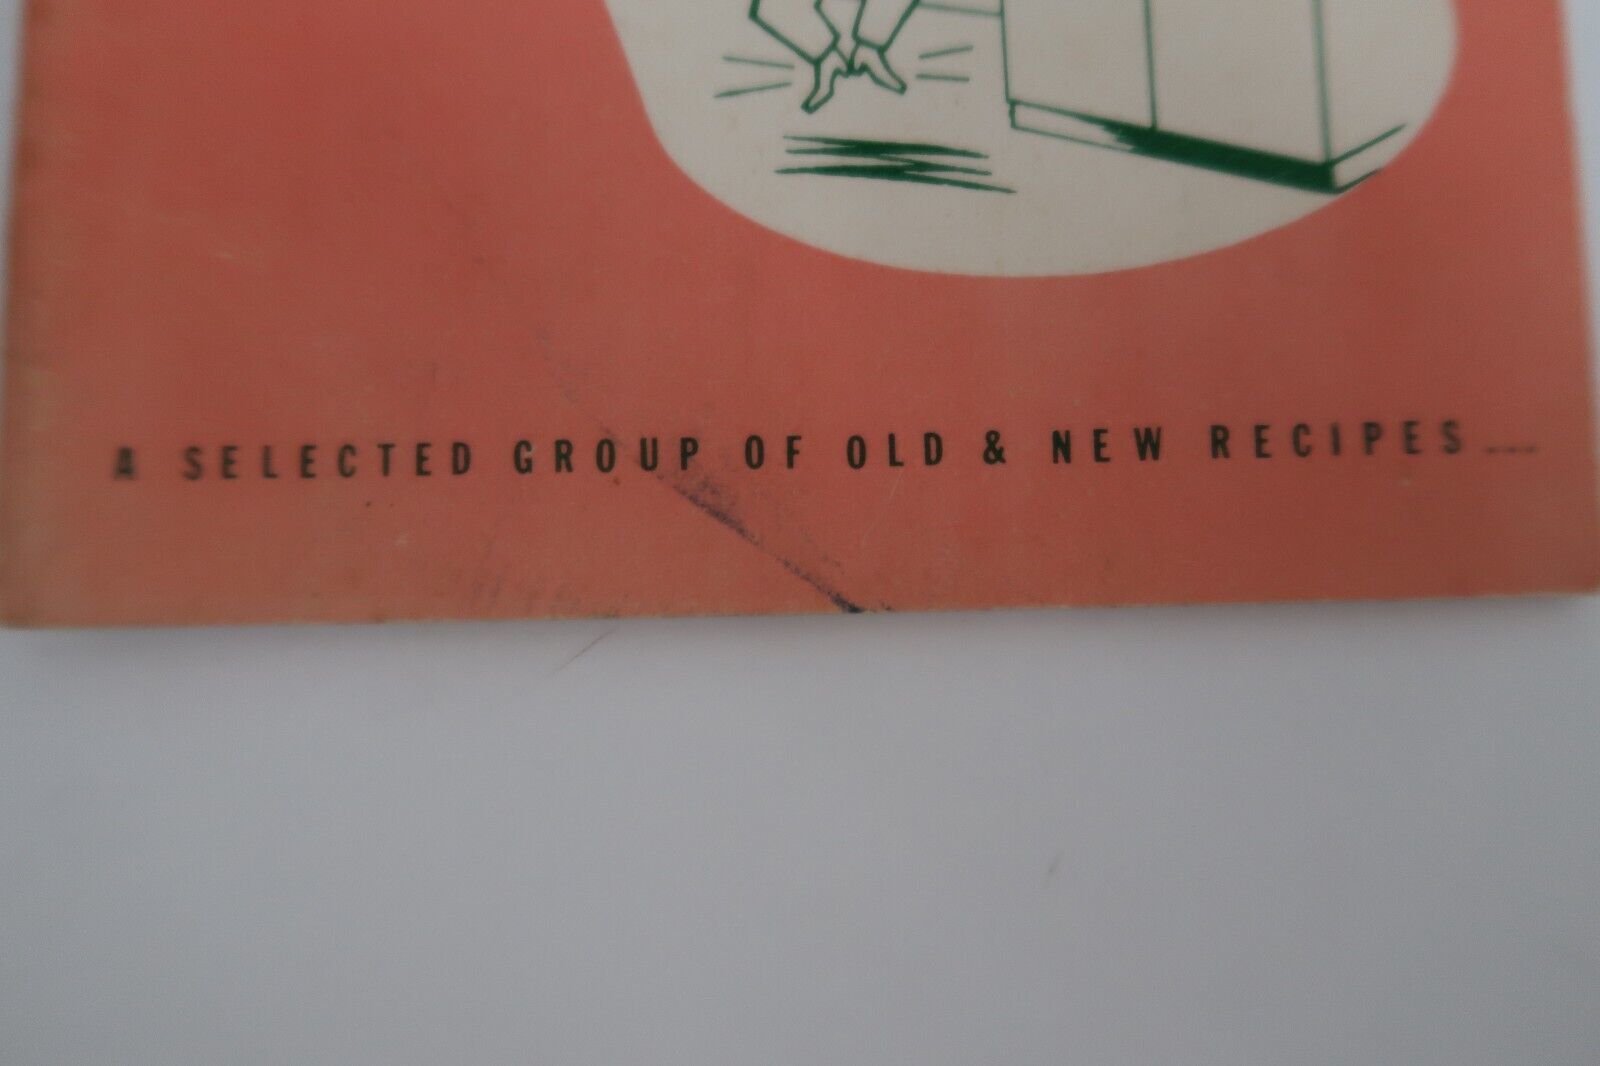 A SELECTED GROUP OF OLD & NEW RECIPES...